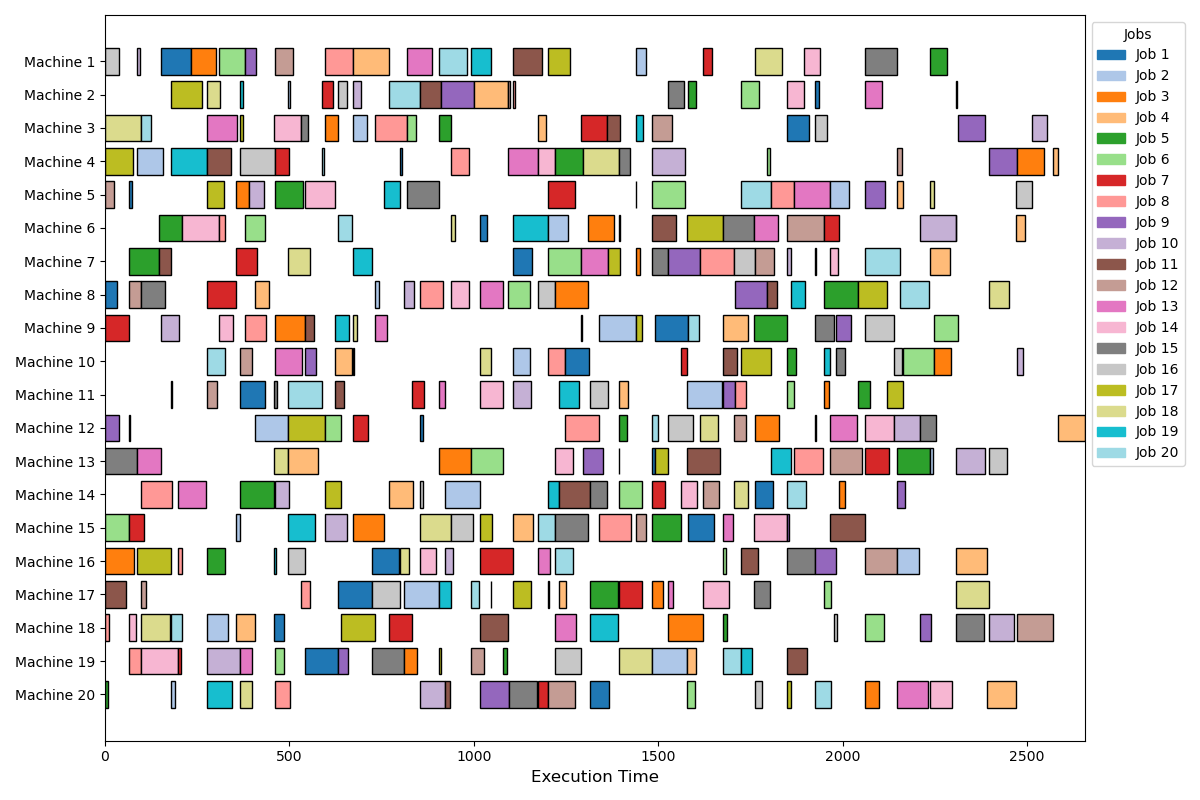 Machine 1
Machine 2
Machine 3
Machine 4
Machine 5
Machine 6
Machine 7
Machine 8
Machine 9
Machine 10
Machine 11
Machine 12
Machine 13
Machine 14
Machine 15
Machine 16
Machine 17
Machine 18
Machine 19
Machine 20
0 500 1000 1500 2000 2500
Execution Time
Jobs
Job 1
Job 2
Job 3
Job 4
Job 5
Job 6
Job 7
Job 8
Job 9
Job 10
Job 11
Job 12
Job 13
Job 14
Job 15
Job 16
Job 17
Job 18
Job 19
Job 20